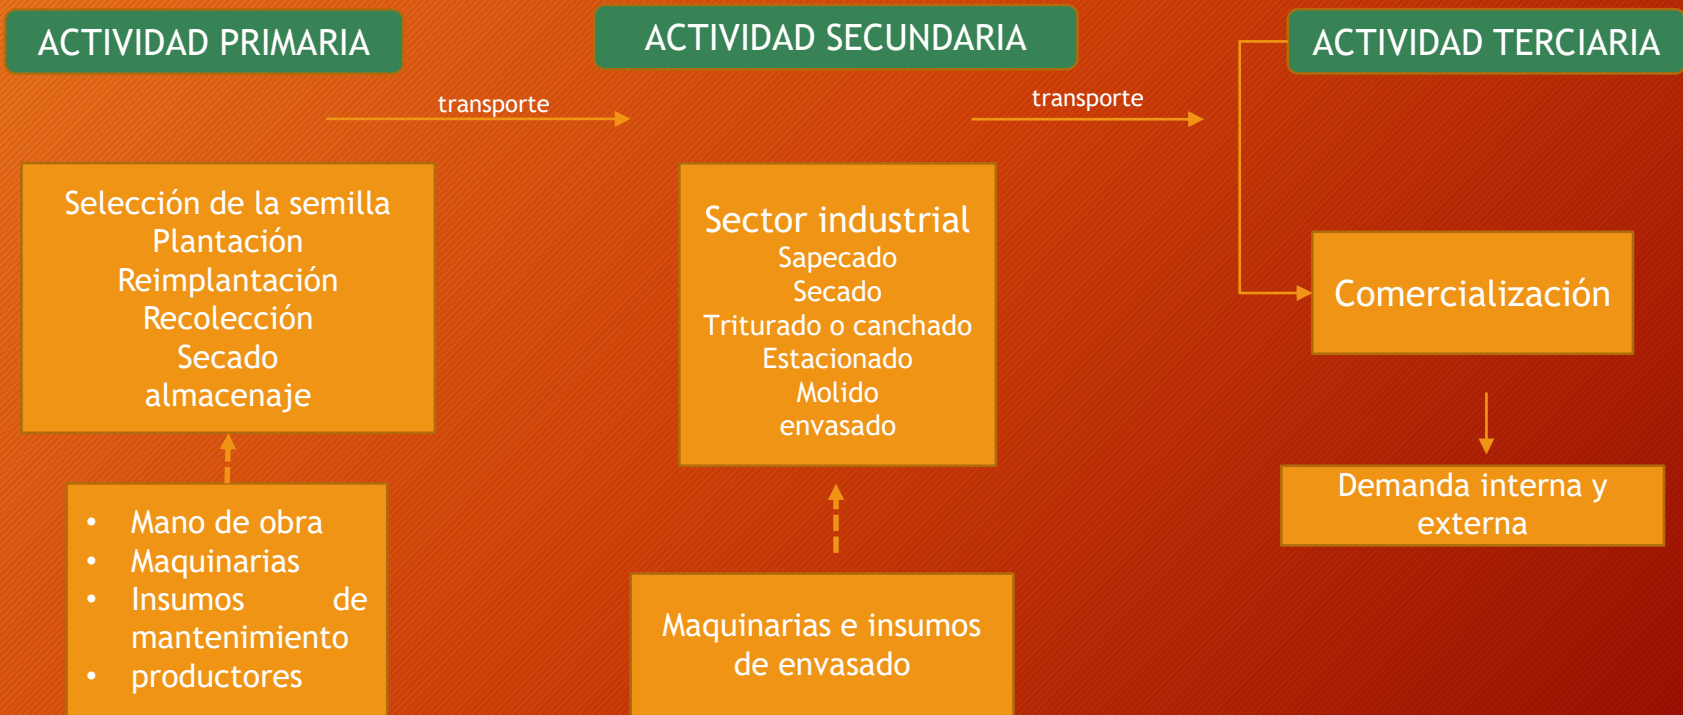 ACTIVIDAD PRIMARIA
ACTIVIDAD SECUNDARIA
ACTIVIDAD TERCIARIA
transporte
transporte
Selección de la semilla
Plantación
Reimplantación
Recolección
Secado
almacenaje
Sector industrial
Sapecado
Secado
Triturado o canchado
Estacionado
Molido
envasado
Comercialización
Demanda interna y
externa
• Mano de obra
• Maquinarias
• Insumos de
mantenimiento
• productores
Maquinarias e insumos
de envasado